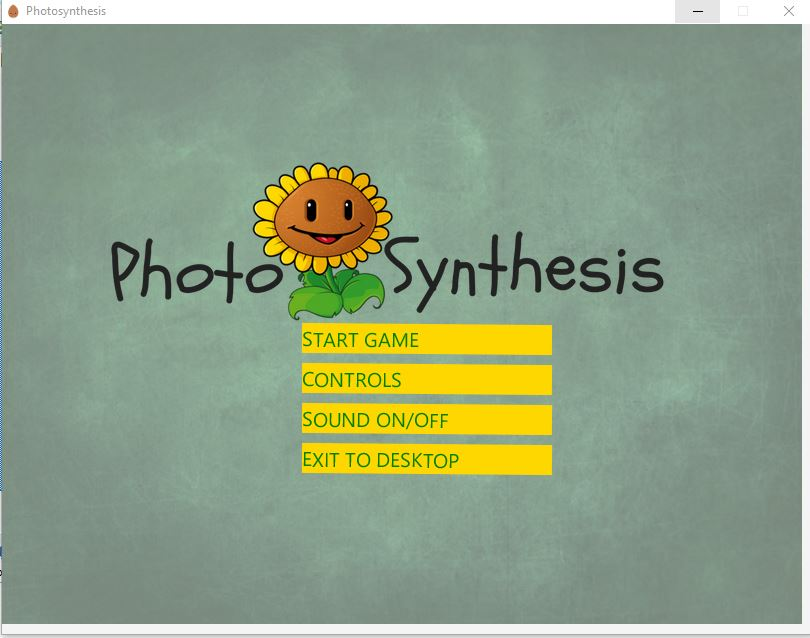 Photosynthesis
Photo Synthesis
START GAME
CONTROLS
SOUND ON/OFF
EXIT TO DESKTOP